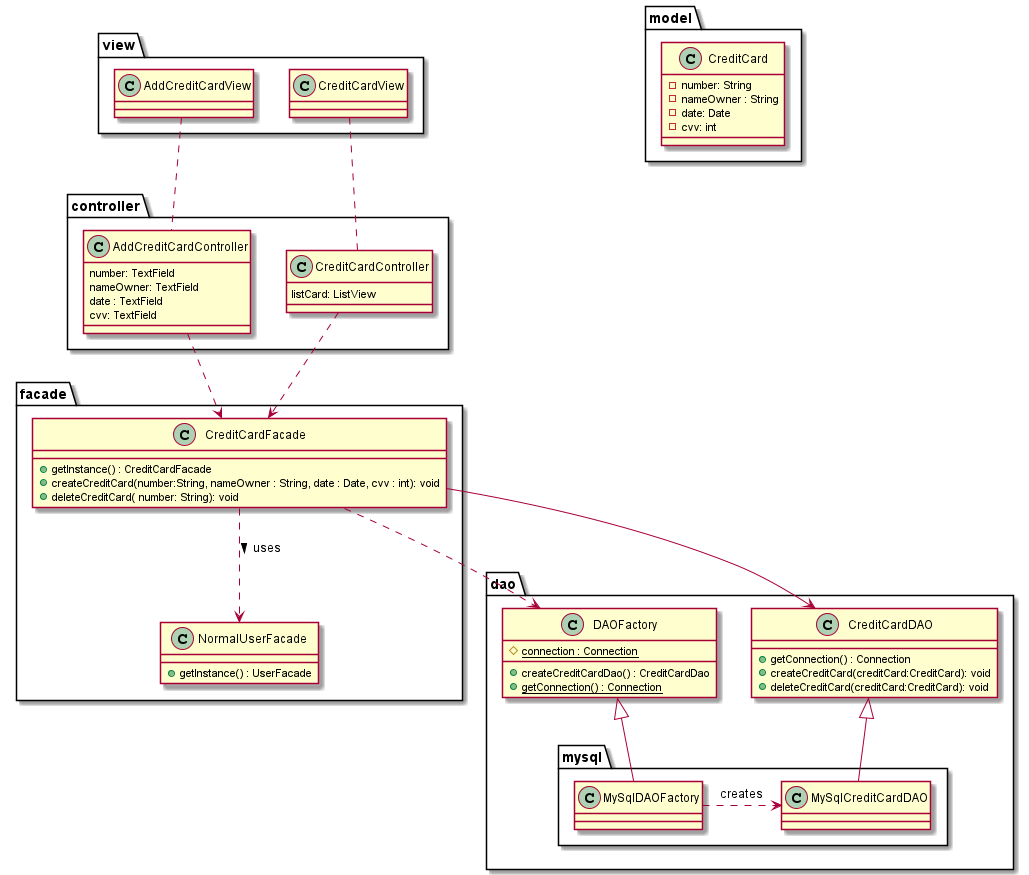 model
C CreditCard
number: String
nameOwner : String
date: Date
cvv: int
view
C AddCreditCardView
C CreditCardView
controller
C AddCreditCardController
number: TextField
nameOwner: TextField
date : TextField
cvv: TextField
C CreditCardController
listCard: ListView
facade
C CreditCardFacade
getInstance() : CreditCardFacade
createCreditCard(number:String, nameOwner : String, date : Date, cvv : int): void
deleteCreditCard( number: String): void
uses
C NormalUserFacade
getInstance() : UserFacade
dao
C DAOFactory
connection : Connection
createCreditCardDao() : CreditCardDao
getConnection() : Connection
C CreditCardDAO
getConnection() : Connection
createCreditCard(creditCard:CreditCard): void
deleteCreditCard(creditCard:CreditCard): void
mysql
C MySqlDAOFactory
creates
C MySqlCreditCardDAO